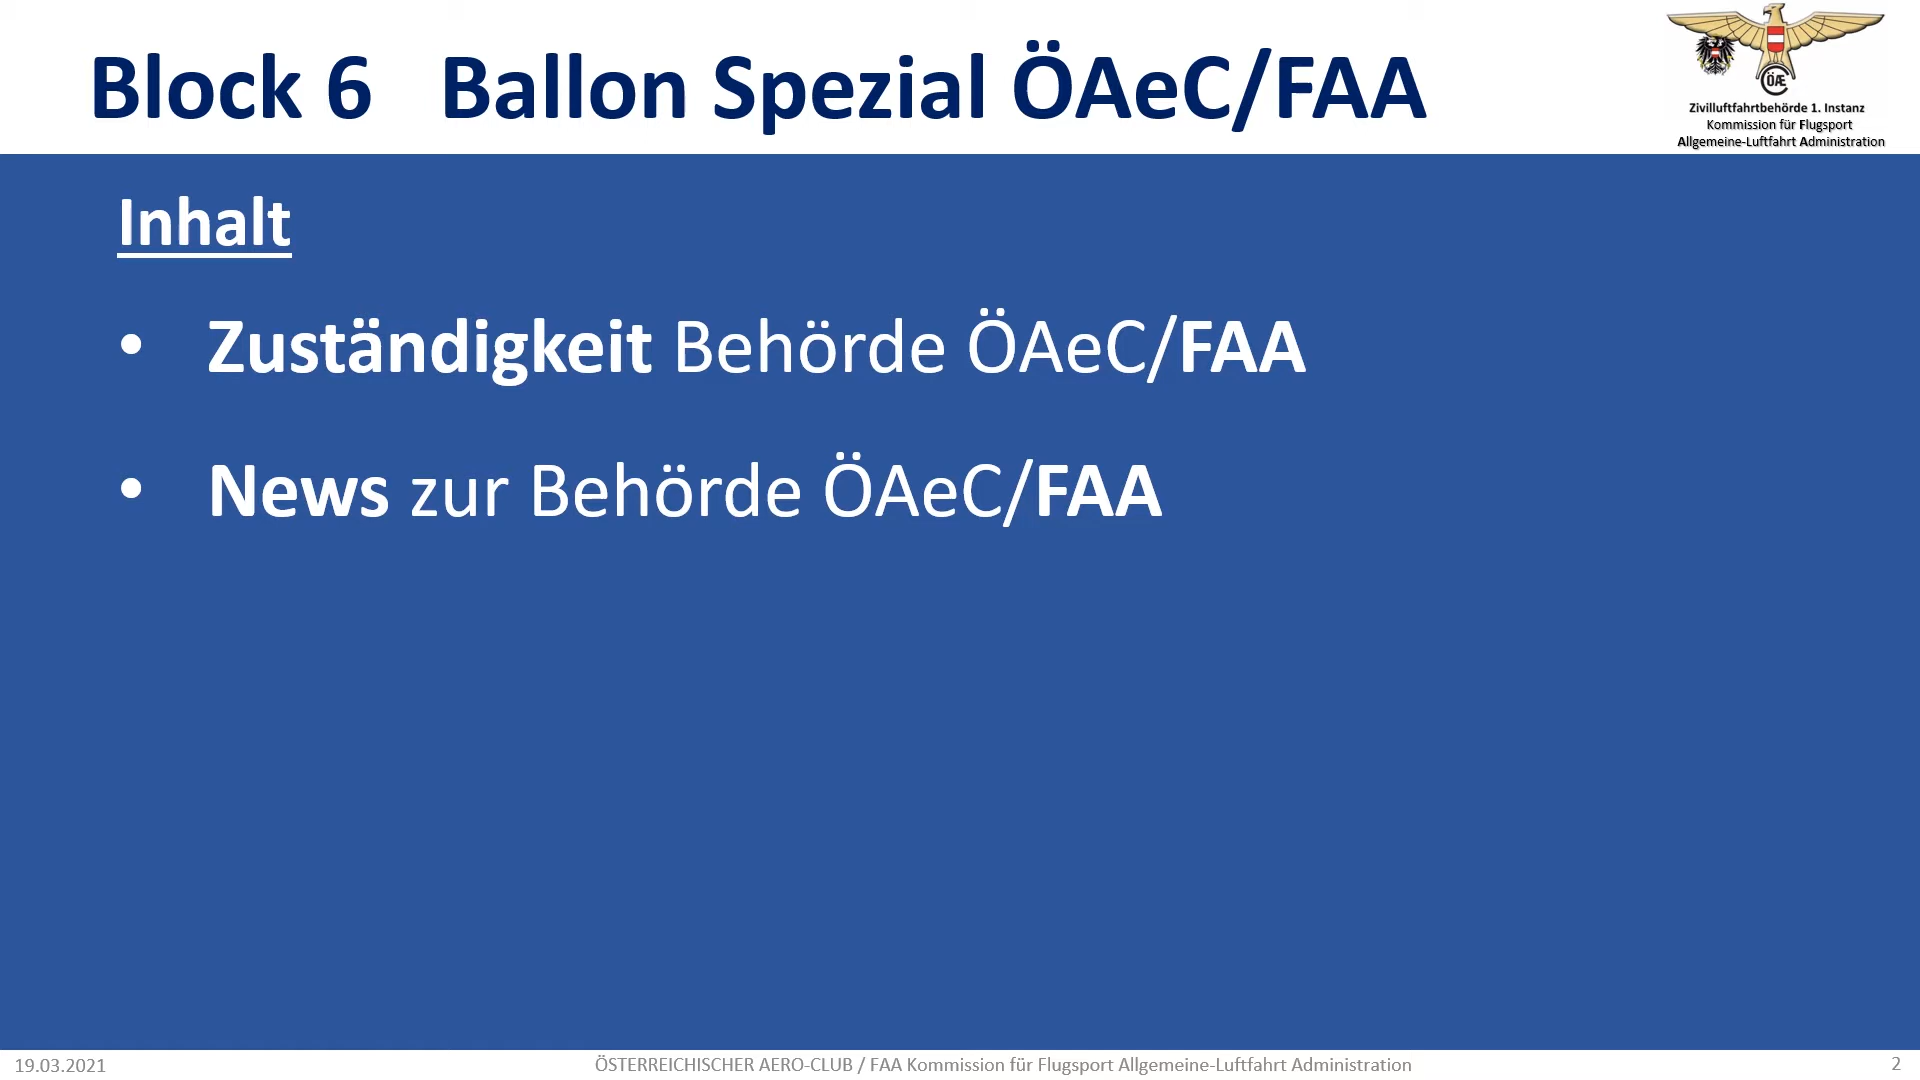 Block 6 Ballon Spezial ÖAeC/FAA
ÖAE
Zivilluftfahrtbehörde 1. Instanz
Kommission für Flugsport
Allgemeine-Luftfahrt Administration
Inhalt
• Zuständigkeit Behörde ÖAeC/FAA
• News zur Behörde ÖAeC/FAA
19.03.2021
ÖSTERREICHISCHER AERO-CLUB / FAA Kommission für Flugsport Allgemeine-Luftfahrt Administration
2